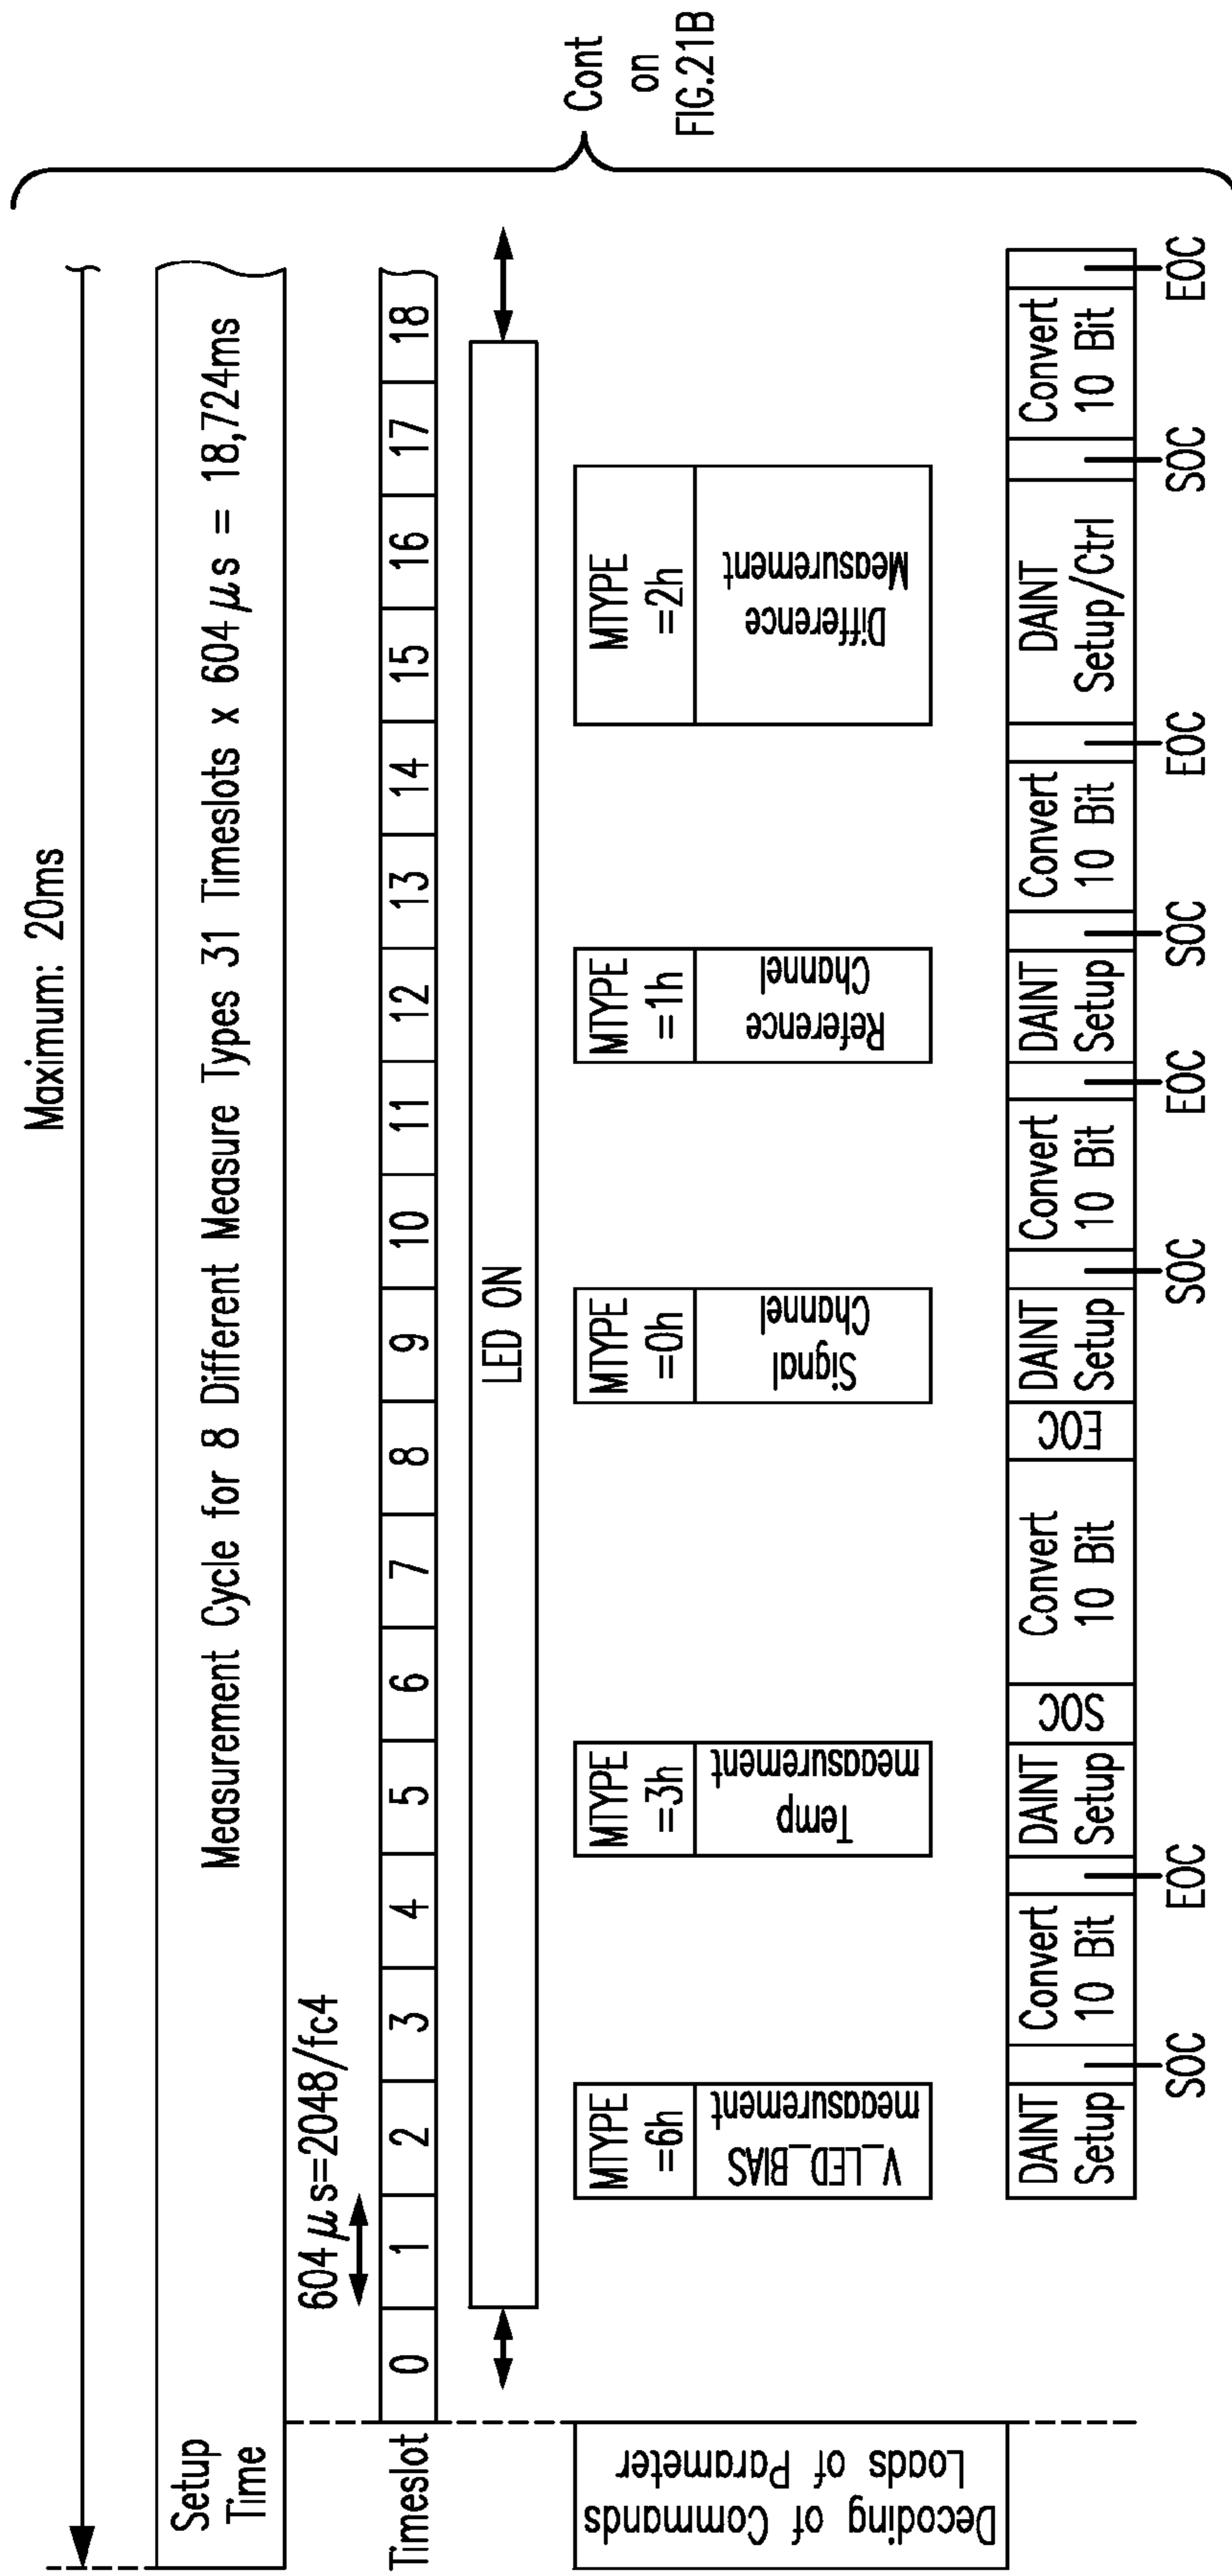 Maximum: 20ms
Setup
Time
Measurement Cycle for 8 Different Measure Types 31 Timeslots x 604 μs = 18,724ms
604 μs=2048/fc4
Timeslot
0 1 2 3 4 5 6 7 8 9 10 11 12 13 14 15 16 17 18
LED ON
Decoding of Commands
Loads of Parameter
MTYPE
=6h
V_LED_BIAS
measurement
MTYPE
=3h
Temp
measurement
MTYPE
=0h
Signal
Channel
MTYPE
=1h
Reference
Channel
MTYPE
=2h
Difference
Measurement
DAINT
Setup
SOC
Convert
10 Bit
EOC
DAINT
Setup
SOC
Convert
10 Bit
EOC
DAINT
Setup
SOC
Convert
10 Bit
EOC
DAINT
Setup
SOC
Convert
10 Bit
EOC
DAINT
Setup/Ctrl
SOC
Convert
10 Bit
EOC
Cont
on
FIG.21B